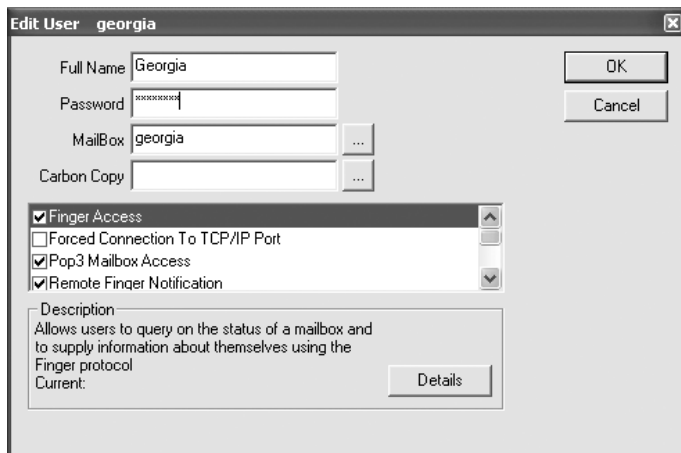 Edit User georgia
Full Name Georgia
OK
Password ********
Cancel
MailBox georgia ...
Carbon Copy ...
Finger Access
Forced Connection To TCP/IP Port
Pop3 Mailbox Access
Remote Finger Notification
Description
Allows users to query on the status of a mailbox and
to supply information about themselves using the
Finger protocol
Current:
Details